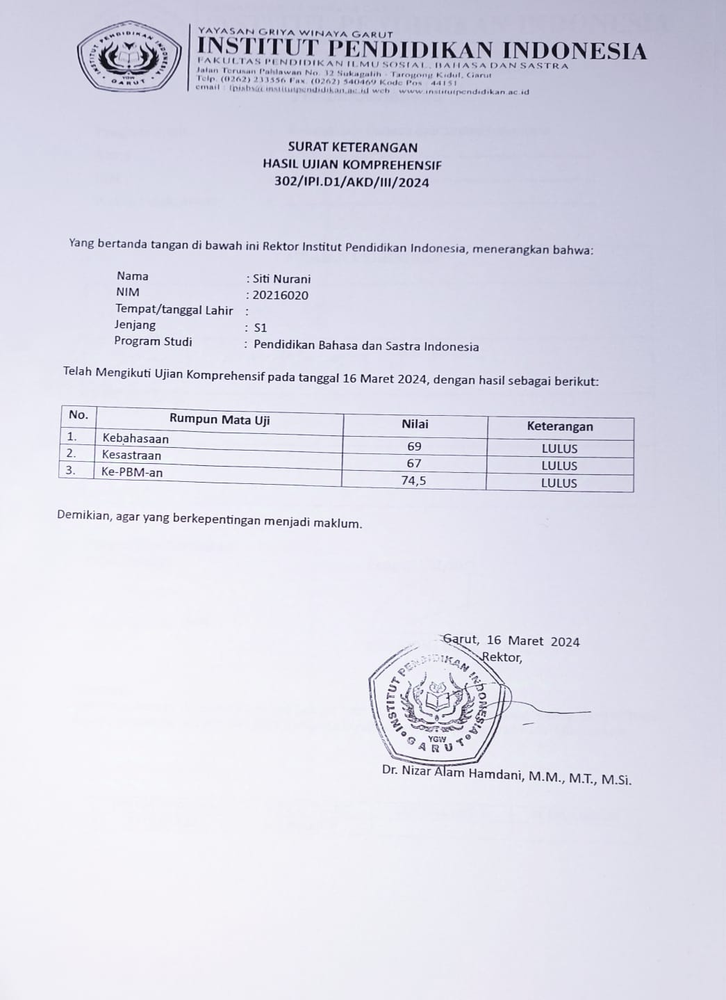 YAYASAN GRIYA WINAYA GARUT
INSTITUT PENDIDIKAN INDONESIA
FAKULTAS PENDIDIKAN ILMU SOSIAL, BAHASA DAN SASTRA
Jalan Terusan Pahlawan No. 32 Sukagalih - Tarogong Kidul, Garut
Telp. (0262) 233556 Fax. (0262) 540469 Kode Pos 44151
email : fpisbs@institutpendidikan.ac.id web : www.institutpendidikan.ac.id
INSTITUT PENDIDIKAN INDONESIA
YGW
• GARUT •
SURAT KETERANGAN
HASIL UJIAN KOMPREHENSIF
302/IPI.D1/AKD/III/2024
Yang bertanda tangan di bawah ini Rektor Institut Pendidikan Indonesia, menerangkan bahwa:
Nama : Siti Nurani
NIM : 20216020
Tempat/tanggal Lahir :
Jenjang : S1
Program Studi : Pendidikan Bahasa dan Sastra Indonesia
Telah Mengikuti Ujian Komprehensif pada tanggal 16 Maret 2024, dengan hasil sebagai berikut:
No. Rumpun Mata Uji Nilai Keterangan
1. Kebahasaan 69 LULUS
2. Kesastraan 67 LULUS
3. Ke-PBM-an 74,5 LULUS
Demikian, agar yang berkepentingan menjadi maklum.
Garut, 16 Maret 2024
Rektor,
INSTITUT PENDIDIKAN INDONESIA
YGW
• GARUT •
Dr. Nizar Alam Hamdani, M.M., M.T., M.Si.